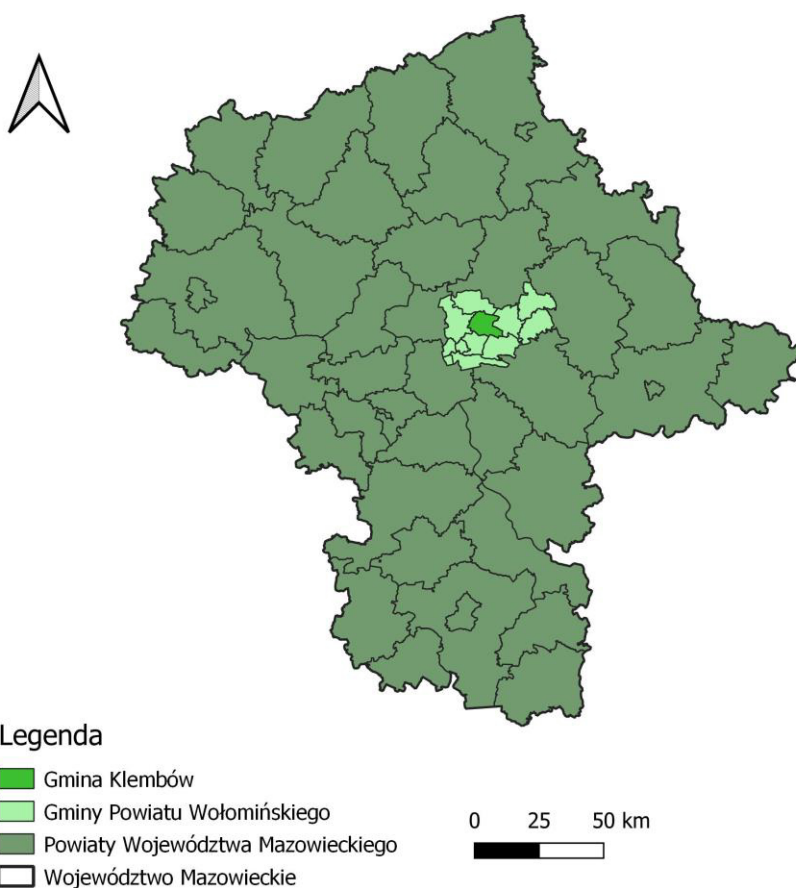 Legenda
Gmina Klembów
Gminy Powiatu Wołomińskiego
Powiaty Województwa Mazowieckiego
Województwo Mazowieckie
0 25 50 km